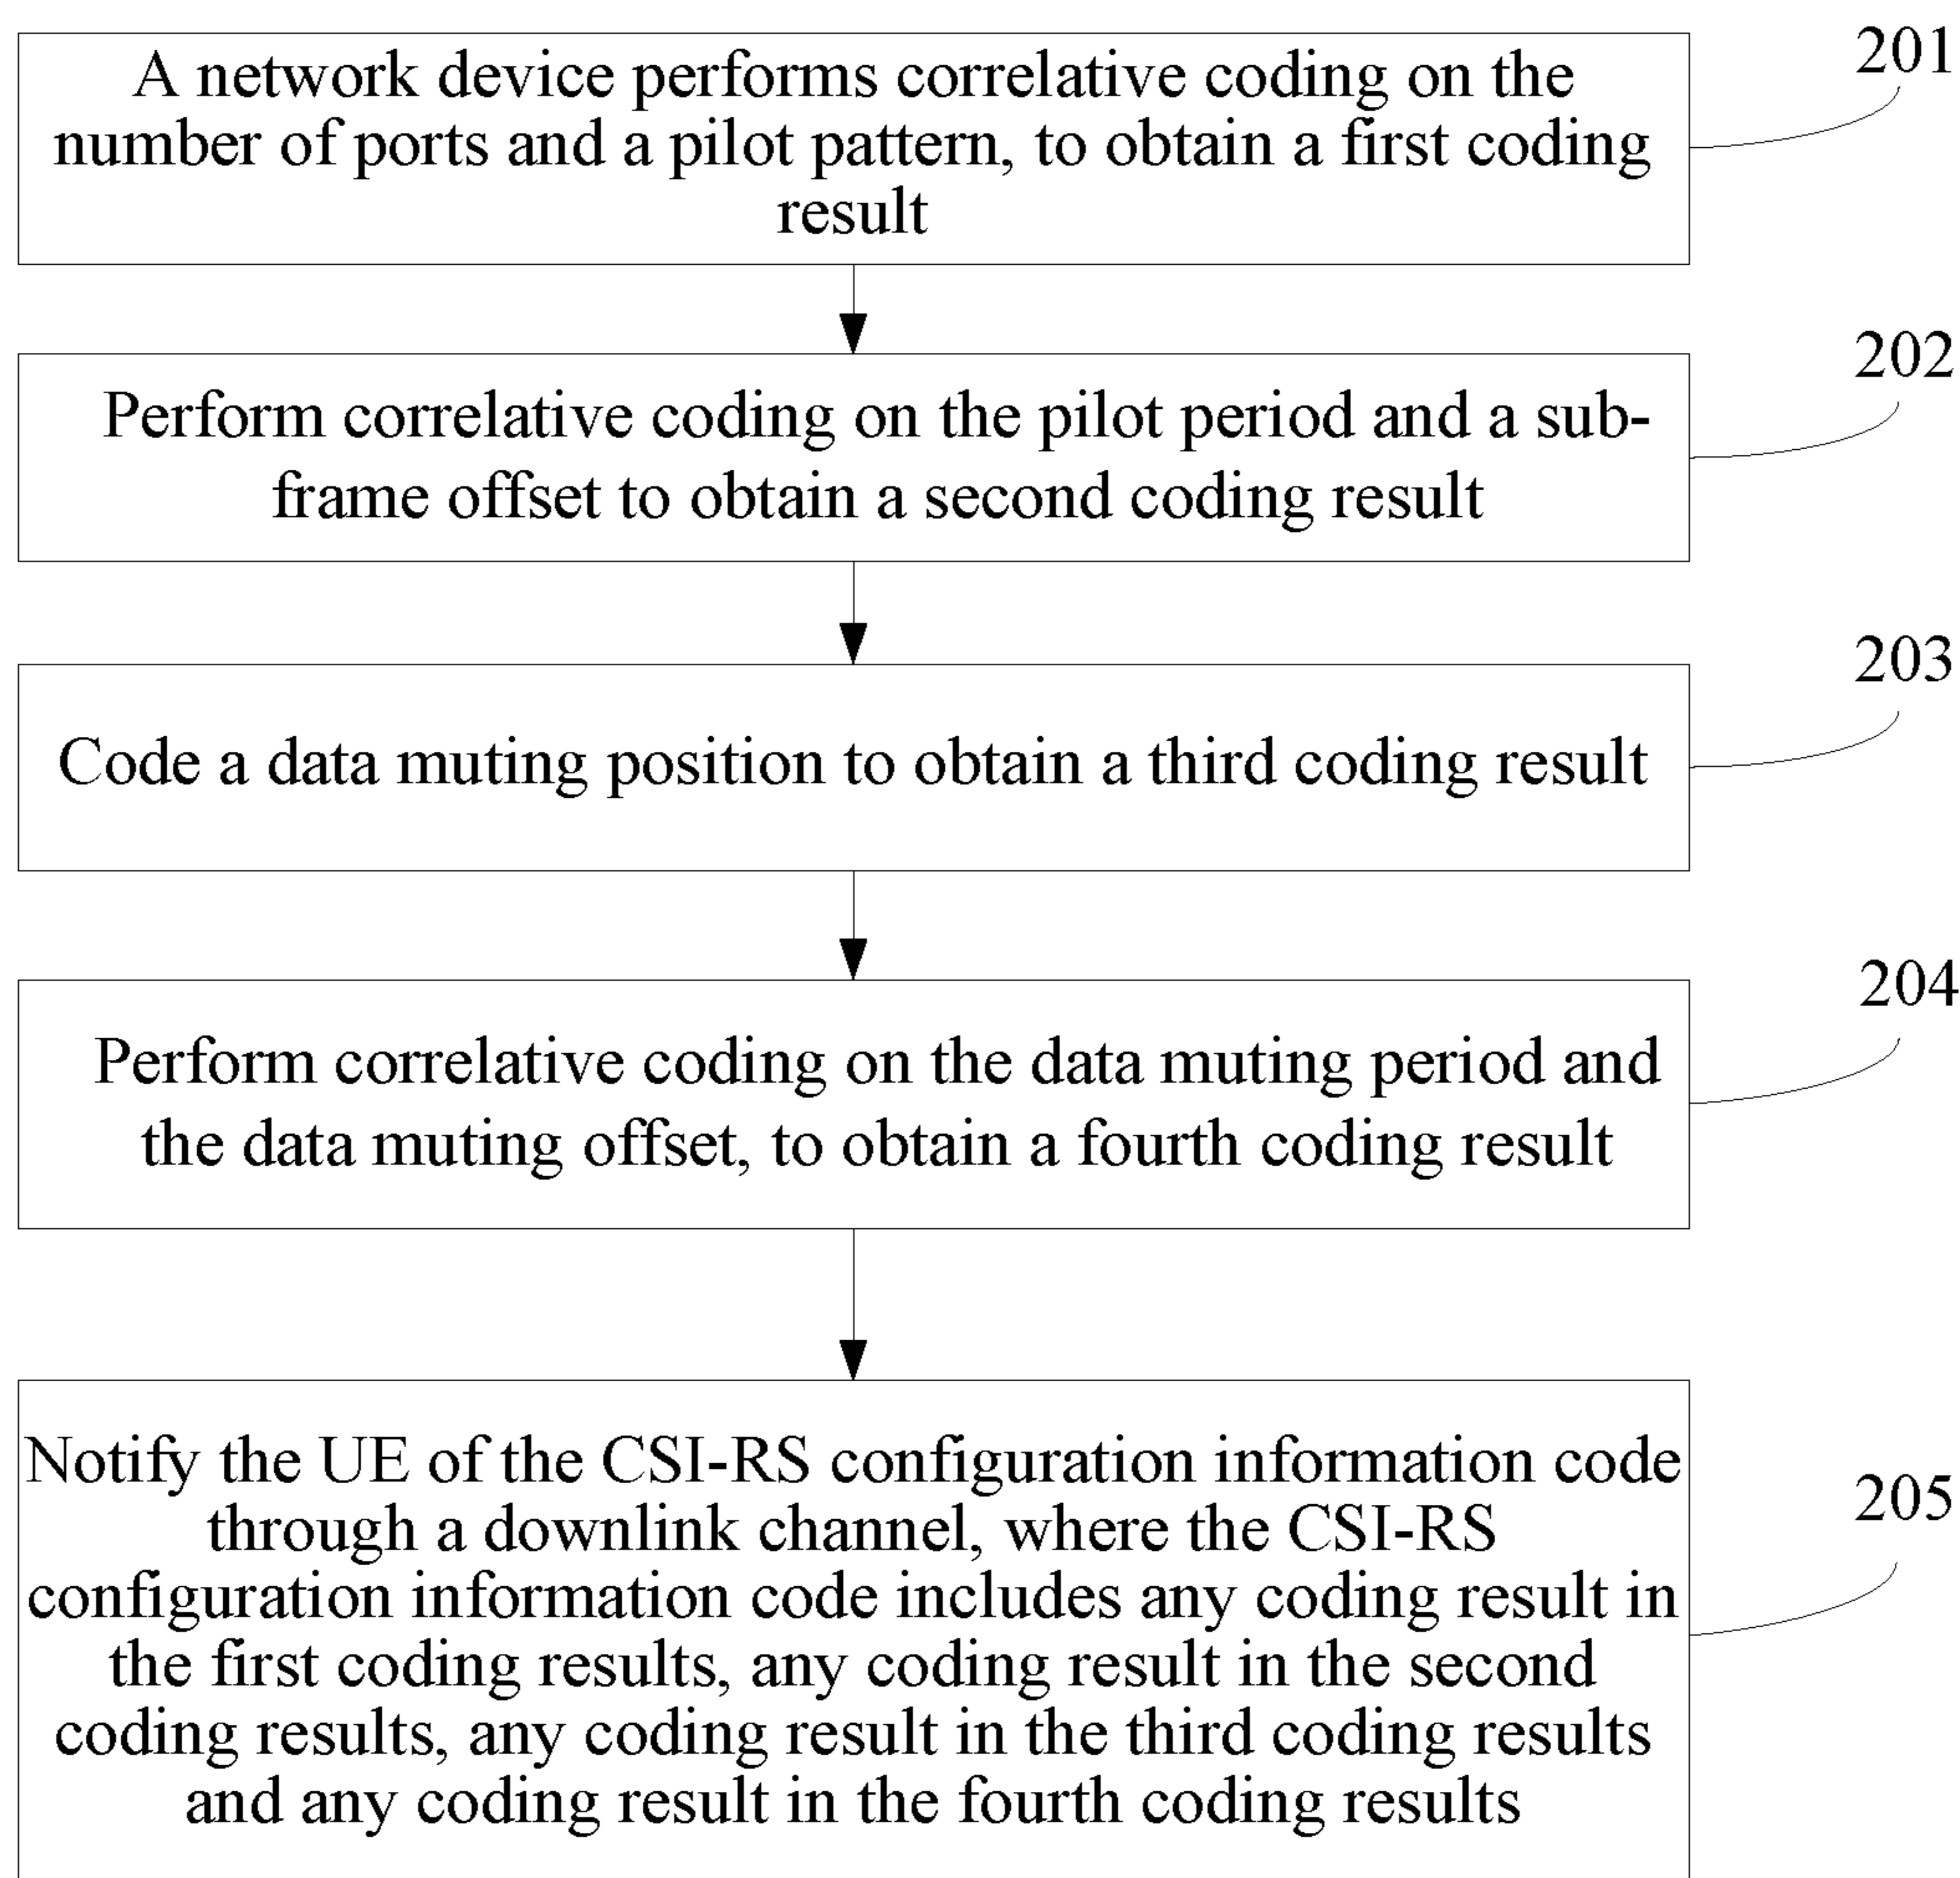 A network device performs correlative coding on the
number of ports and a pilot pattern, to obtain a first coding
result
201
Perform correlative coding on the pilot period and a sub-
frame offset to obtain a second coding result
202
Code a data muting position to obtain a third coding result
203
Perform correlative coding on the data muting period and
the data muting offset, to obtain a fourth coding result
204
Notify the UE of the CSI-RS configuration information code
through a downlink channel, where the CSI-RS
configuration information code includes any coding result in
the first coding results, any coding result in the second
coding results, any coding result in the third coding results
and any coding result in the fourth coding results
205